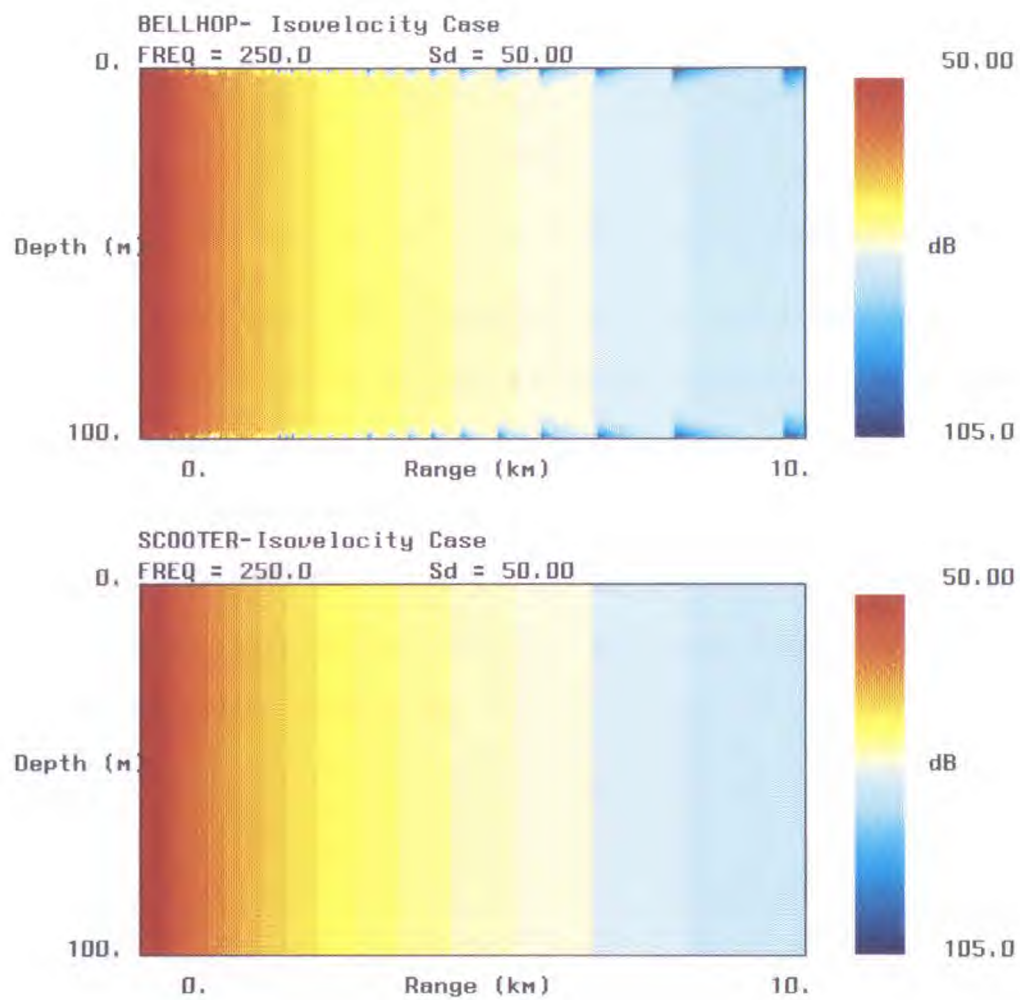 BELLHOP- Isovelocity Case
FREQ = 250.0 Sd = 50.00
0. 50.00
Depth (м) dB
100. 105.0
0. Range (kм) 10.
SCOOTER-Isovelocity Case
FREQ = 250.0 Sd = 50.00
0. 50.00
Depth (м) dB
100. 105.0
0. Range (kм) 10.